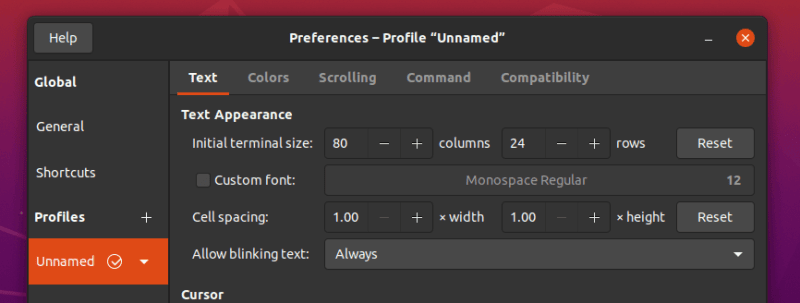 Help
Preferences – Profile “Unnamed”
Global
General
Shortcuts
Profiles
Unnamed
Text Colors Scrolling Command Compatibility
Text Appearance
Initial terminal size: 80 columns 24 rows Reset
Custom font: Monospace Regular 12
Cell spacing: 1.00 × width 1.00 × height Reset
Allow blinking text: Always
Cursor